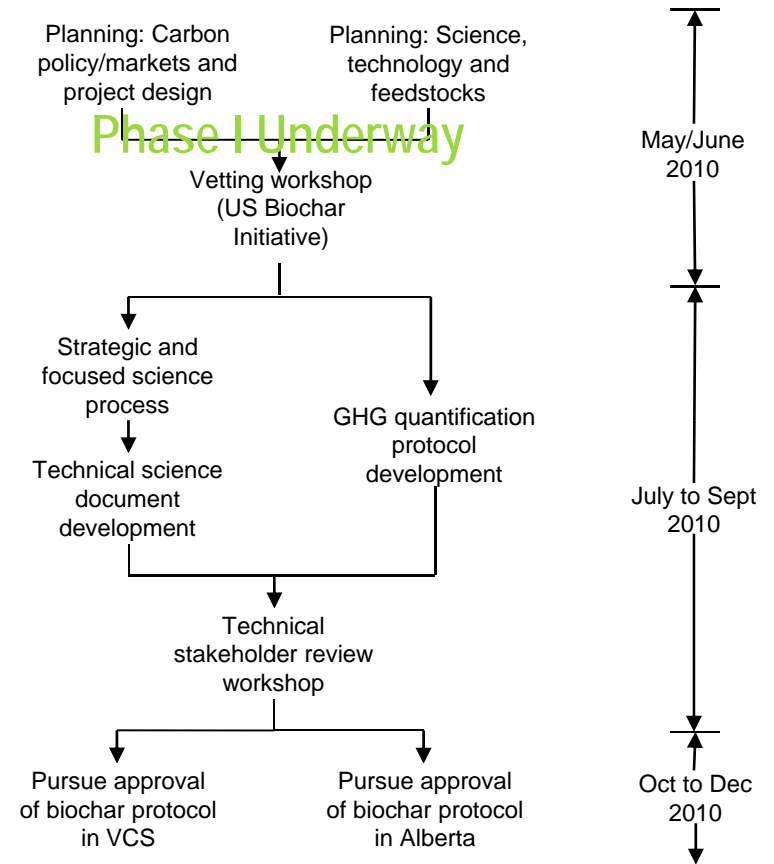 Planning: Carbon
policy/markets and
project design
Planning: Science,
technology and
feedstocks
Phase I Underway
Vetting workshop
(US Biochar
Initiative)
May/June
2010
Strategic and
focused science
process
Technical science
document
development
GHG quantification
protocol
development
July to Sept
2010
Technical
stakeholder review
workshop
Pursue approval
of biochar protocol
in VCS
Pursue approval
of biochar protocol
in Alberta
Oct to Dec
2010